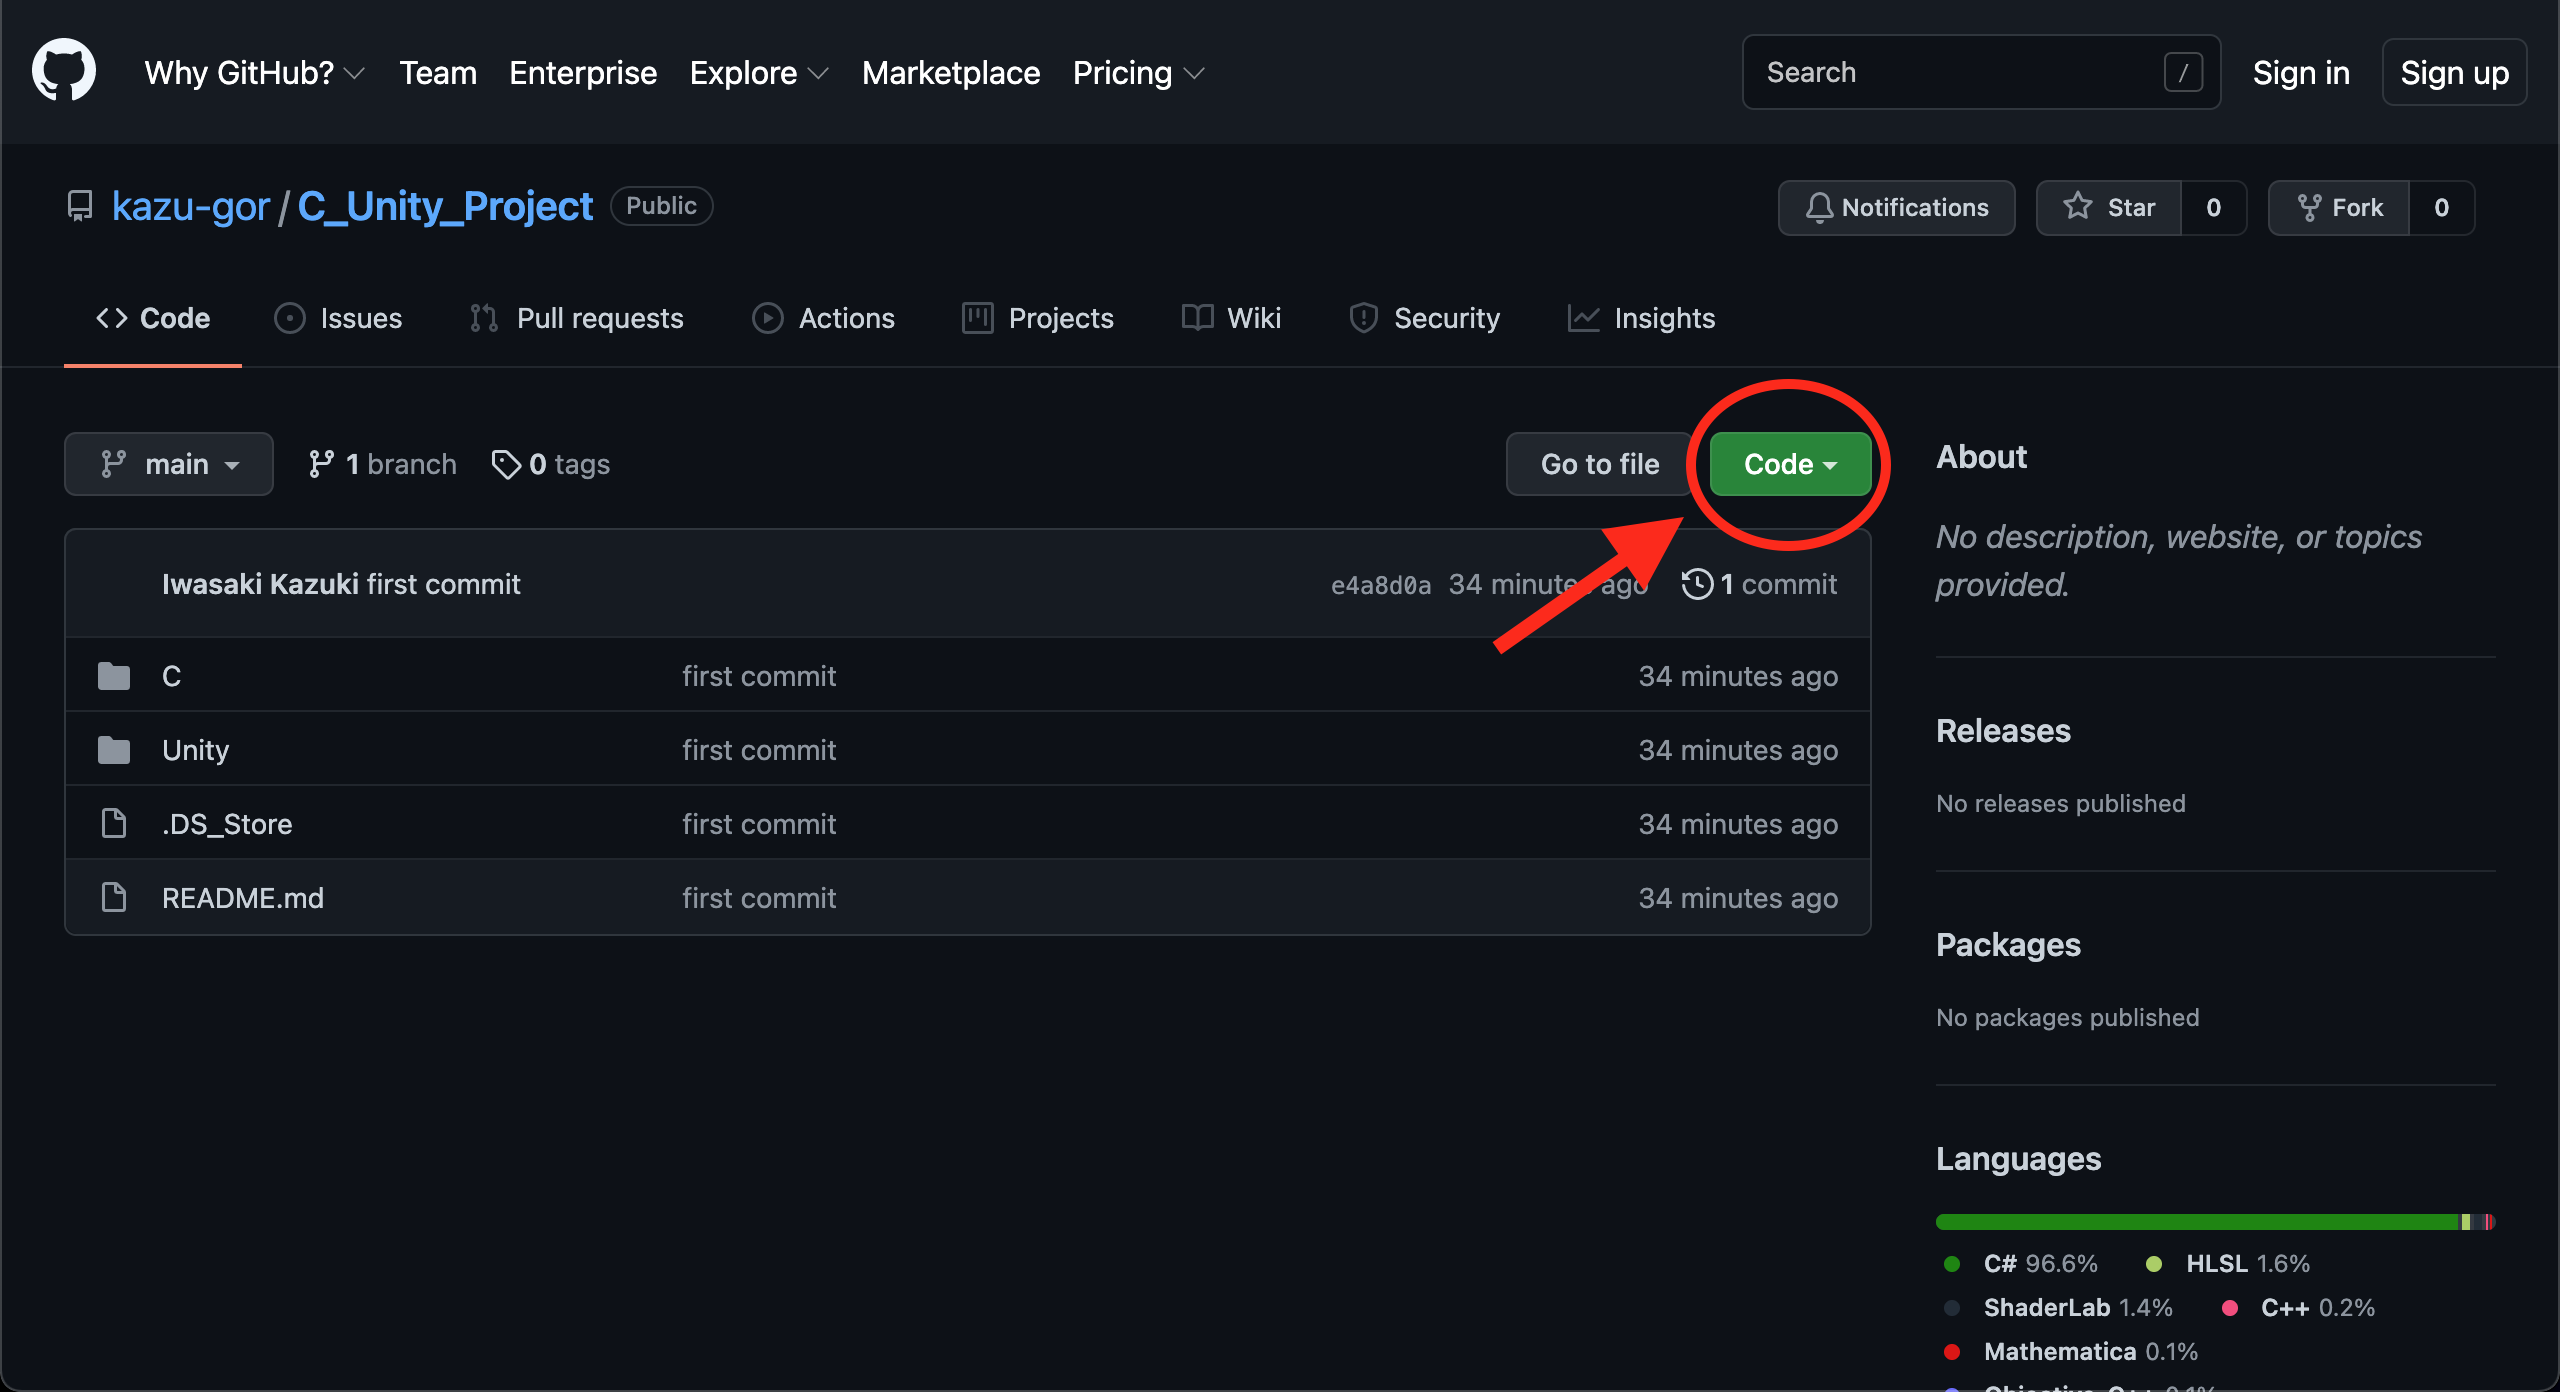 Why GitHub? Team Enterprise Explore Marketplace Pricing Search / Sign in Sign up
kazu-gor / C_Unity_Project Public Notifications Star 0 Fork 0
Code Issues Pull requests Actions Projects Wiki Security Insights
main 1 branch 0 tags Go to file Code
Iwasaki Kazuki first commit e4a8d0a 34 minutes ago 1 commit
C first commit 34 minutes ago
Unity first commit 34 minutes ago
.DS_Store first commit 34 minutes ago
README.md first commit 34 minutes ago
About
No description, website, or topics
provided.
Releases
No releases published
Packages
No packages published
Languages
C# 96.6% HLSL 1.6%
ShaderLab 1.4% C++ 0.2%
Mathematica 0.1%